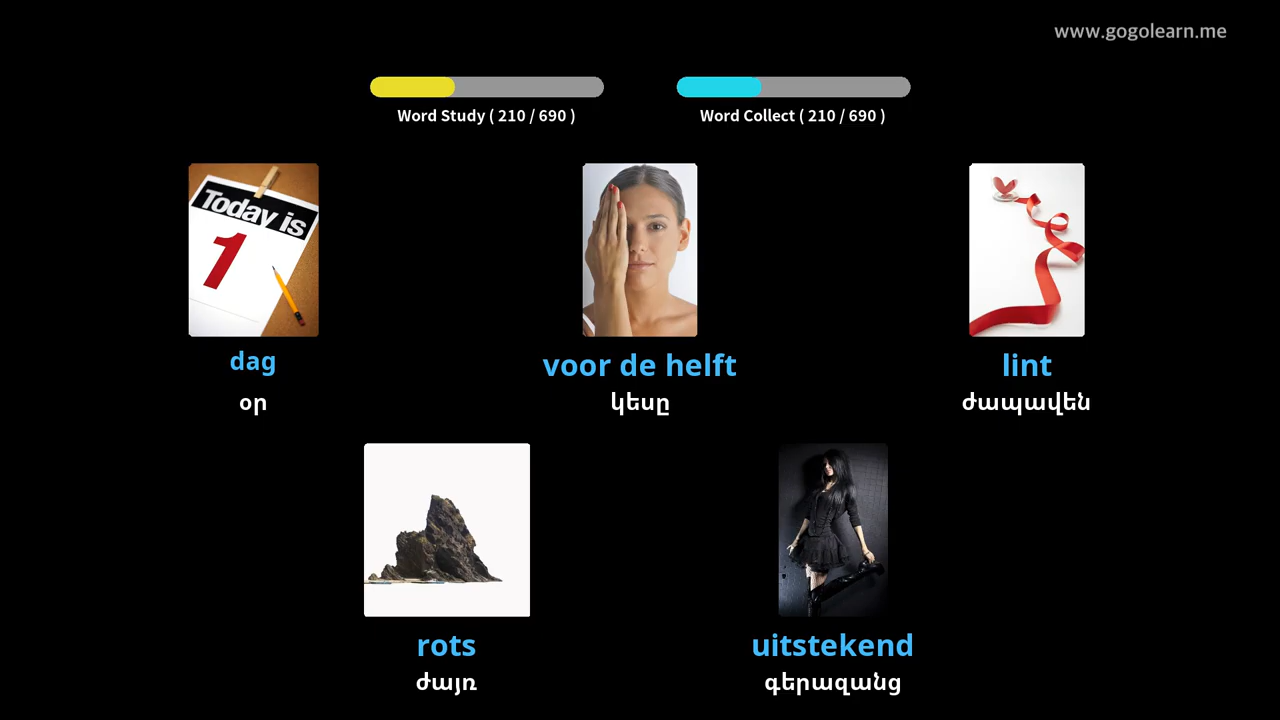 www.gogolearn.me
Word Study ( 210 / 690 )
Word Collect ( 210 / 690 )
Today is
1
dag
օր
voor de helft
կեսը
lint
ժապավեն
rots
ժայռ
uitstekend
գերազանց